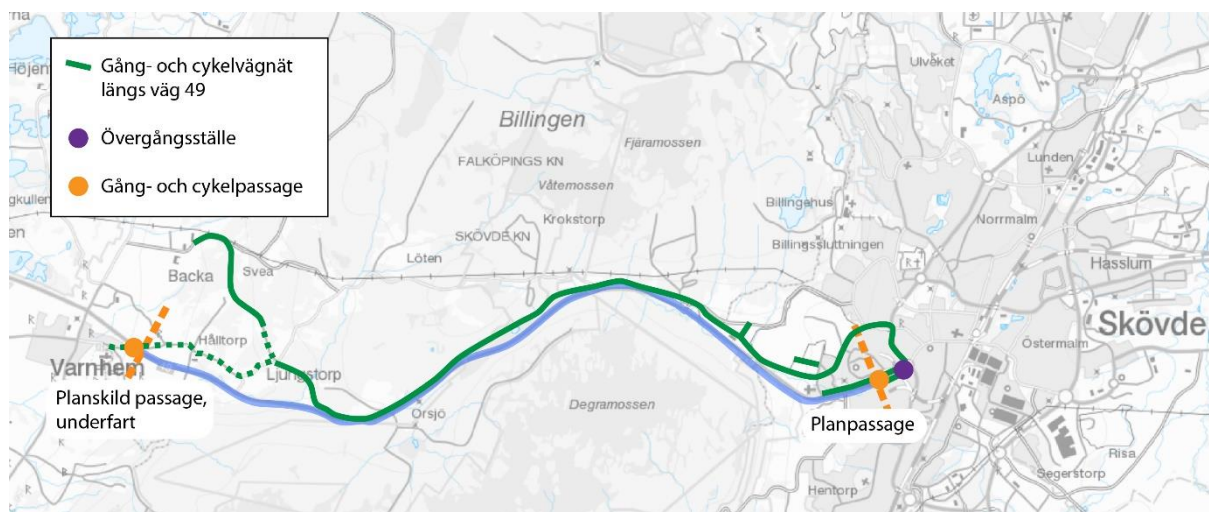 Gång- och cykelvägnät
längs väg 49
Övergångsställe
Gång- och cykelpassage
Billingen
Fjäramossen
FALKÖPINGS KN
Våtemossen
Krokstorp
SKÖVDE KN
Löten
Billingehus
Billingssluttningen
Ulveket
Aspö
Lunden
Norrmalm
Hasslum
Skövde
Östermalm
Backa
Svea
Hålltorp
Varnhem
Ljungstorp
Planskild passage,
underfart
Orsjö
Degramossen
Planpassage
Hentorp
Risa
Segerstorp